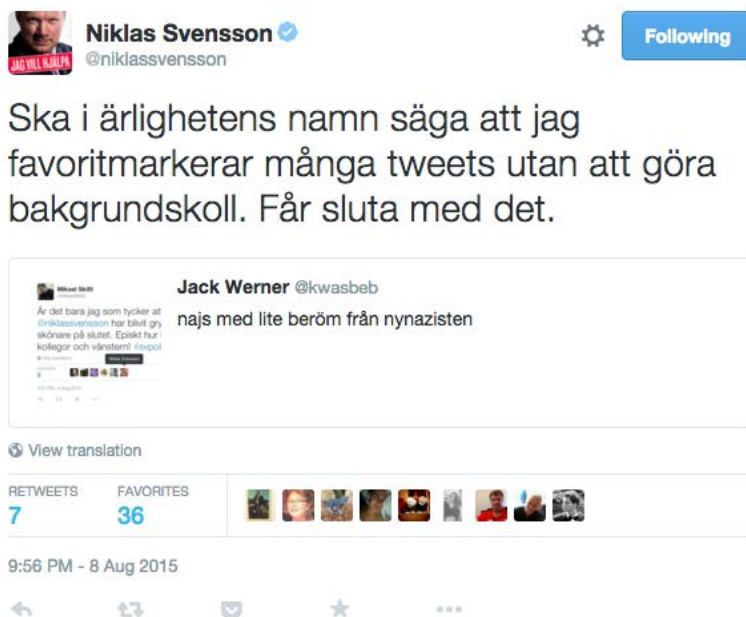 Niklas Svensson
@niklassvensson
Following
JAG VILL HJÄLPA
Ska i ärlighetens namn säga att jag
favoritmarkerar många tweets utan att göra
bakgrundskoll. Får sluta med det.
Jack Werner @kwasbeb
najs med lite beröm från nynazisten
Mikael Skillt
Är det bara jag som tycker att
@niklassvensson har blivit gry
skönare på slutet. Episkt hur
kollegor och vänstern! #svpol
View translation
RETWEETS
FAVORITES
7
36
9:56 PM - 8 Aug 2015